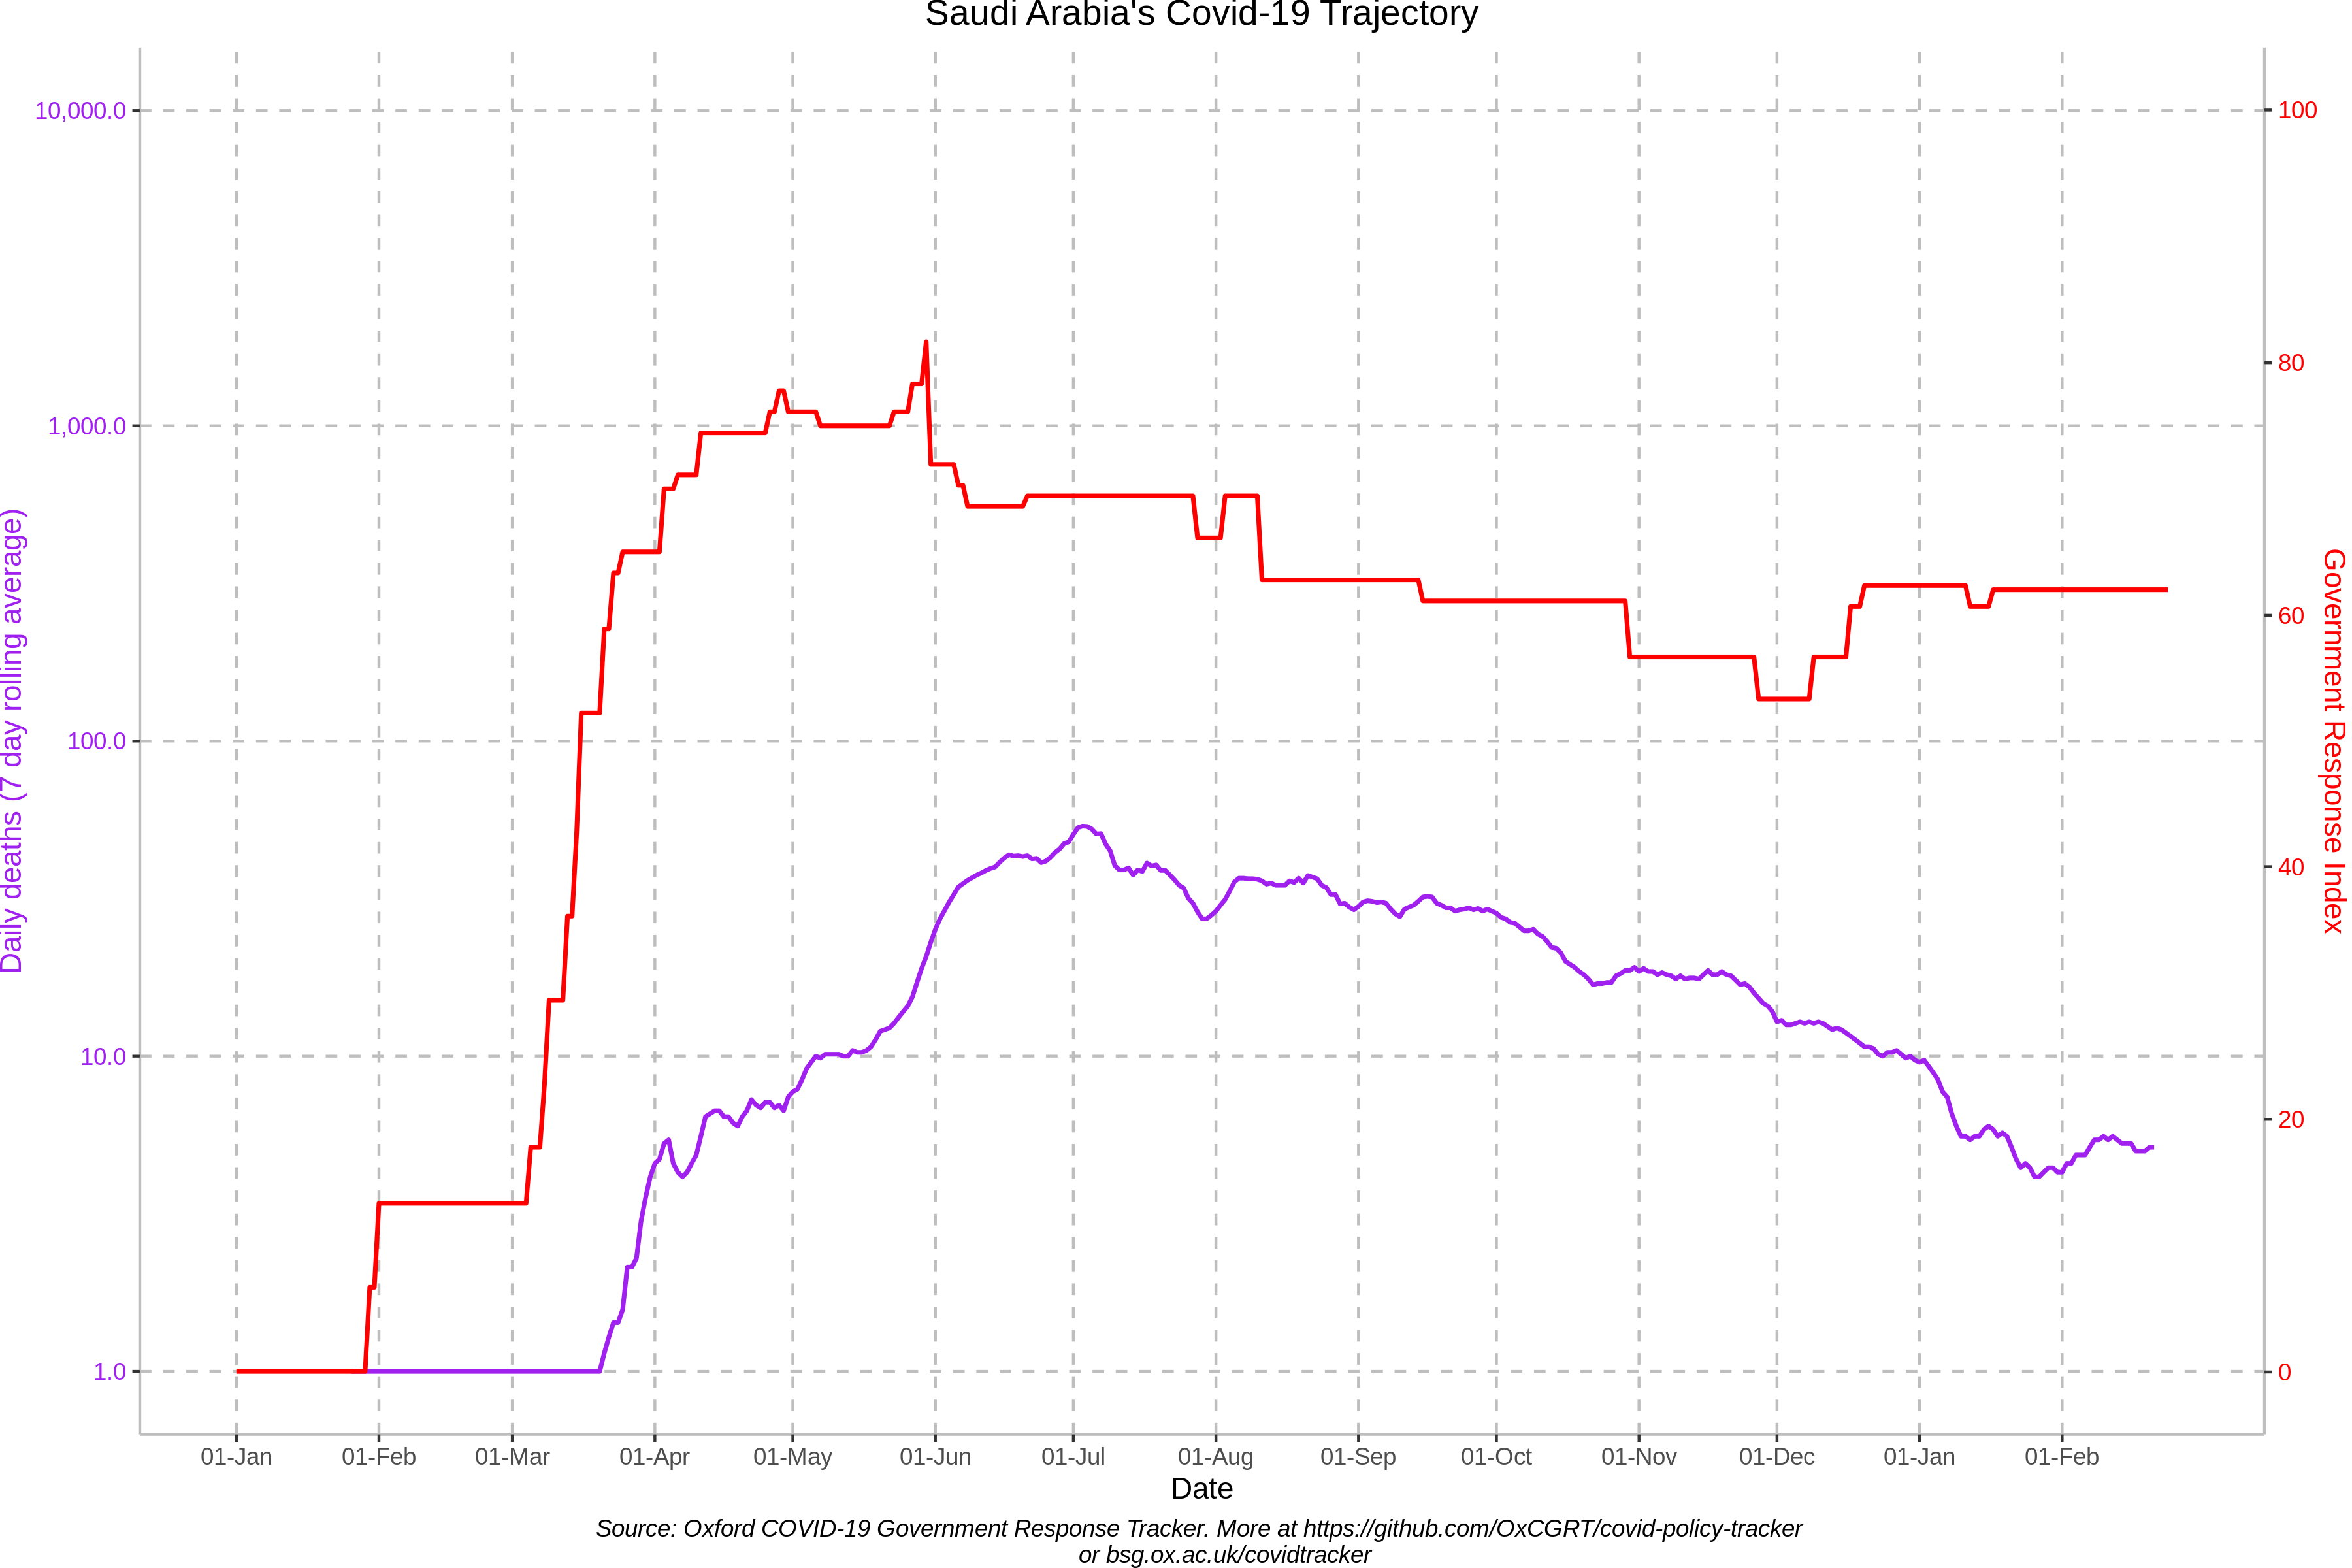 Saudi Arabia's Covid-19 Trajectory
10,000.0
1,000.0
100.0
10.0
1.0
Daily deaths (7 day rolling average)
100
80
60
40
20
0
Government Response Index
01-Jan 01-Feb 01-Mar 01-Apr 01-May 01-Jun 01-Jul 01-Aug 01-Sep 01-Oct 01-Nov 01-Dec 01-Jan 01-Feb
Date
Source: Oxford COVID-19 Government Response Tracker. More at https://github.com/OxCGRT/covid-policy-tracker
or bsg.ox.ac.uk/covidtracker